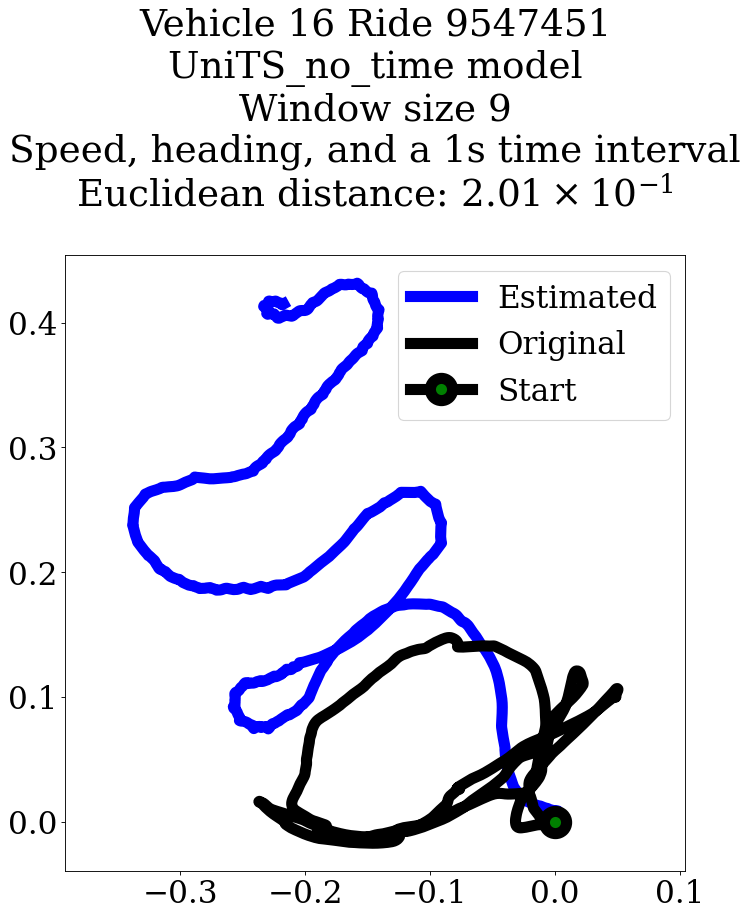 Vehicle 16 Ride 9547451
UniTS_no_time model
Window size 9
Speed, heading, and a 1s time interval
Euclidean distance: 2.01 × 10⁻¹
Estimated
Original
Start
0.4
0.3
0.2
0.1
0.0
−0.3
−0.2
−0.1
0.0
0.1